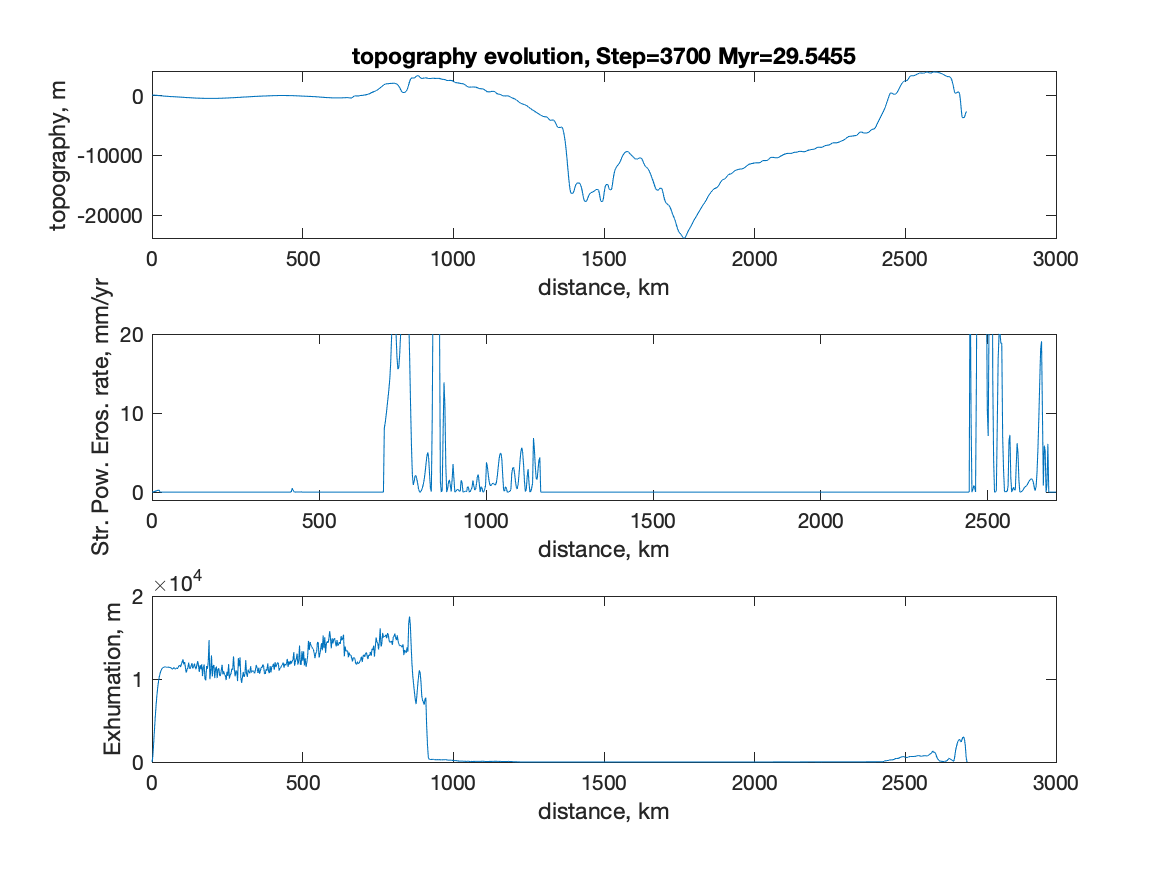 topography evolution, Step=3700 Myr=29.5455
topography, m
0
-10000
-20000
0 500 1000 1500 2000 2500 3000
distance, km
Str. Pow. Eros. rate, mm/yr
20
10
0
0 500 1000 1500 2000 2500
distance, km
×10⁴
Exhumation, m
2
1
0
0 500 1000 1500 2000 2500 3000
distance, km